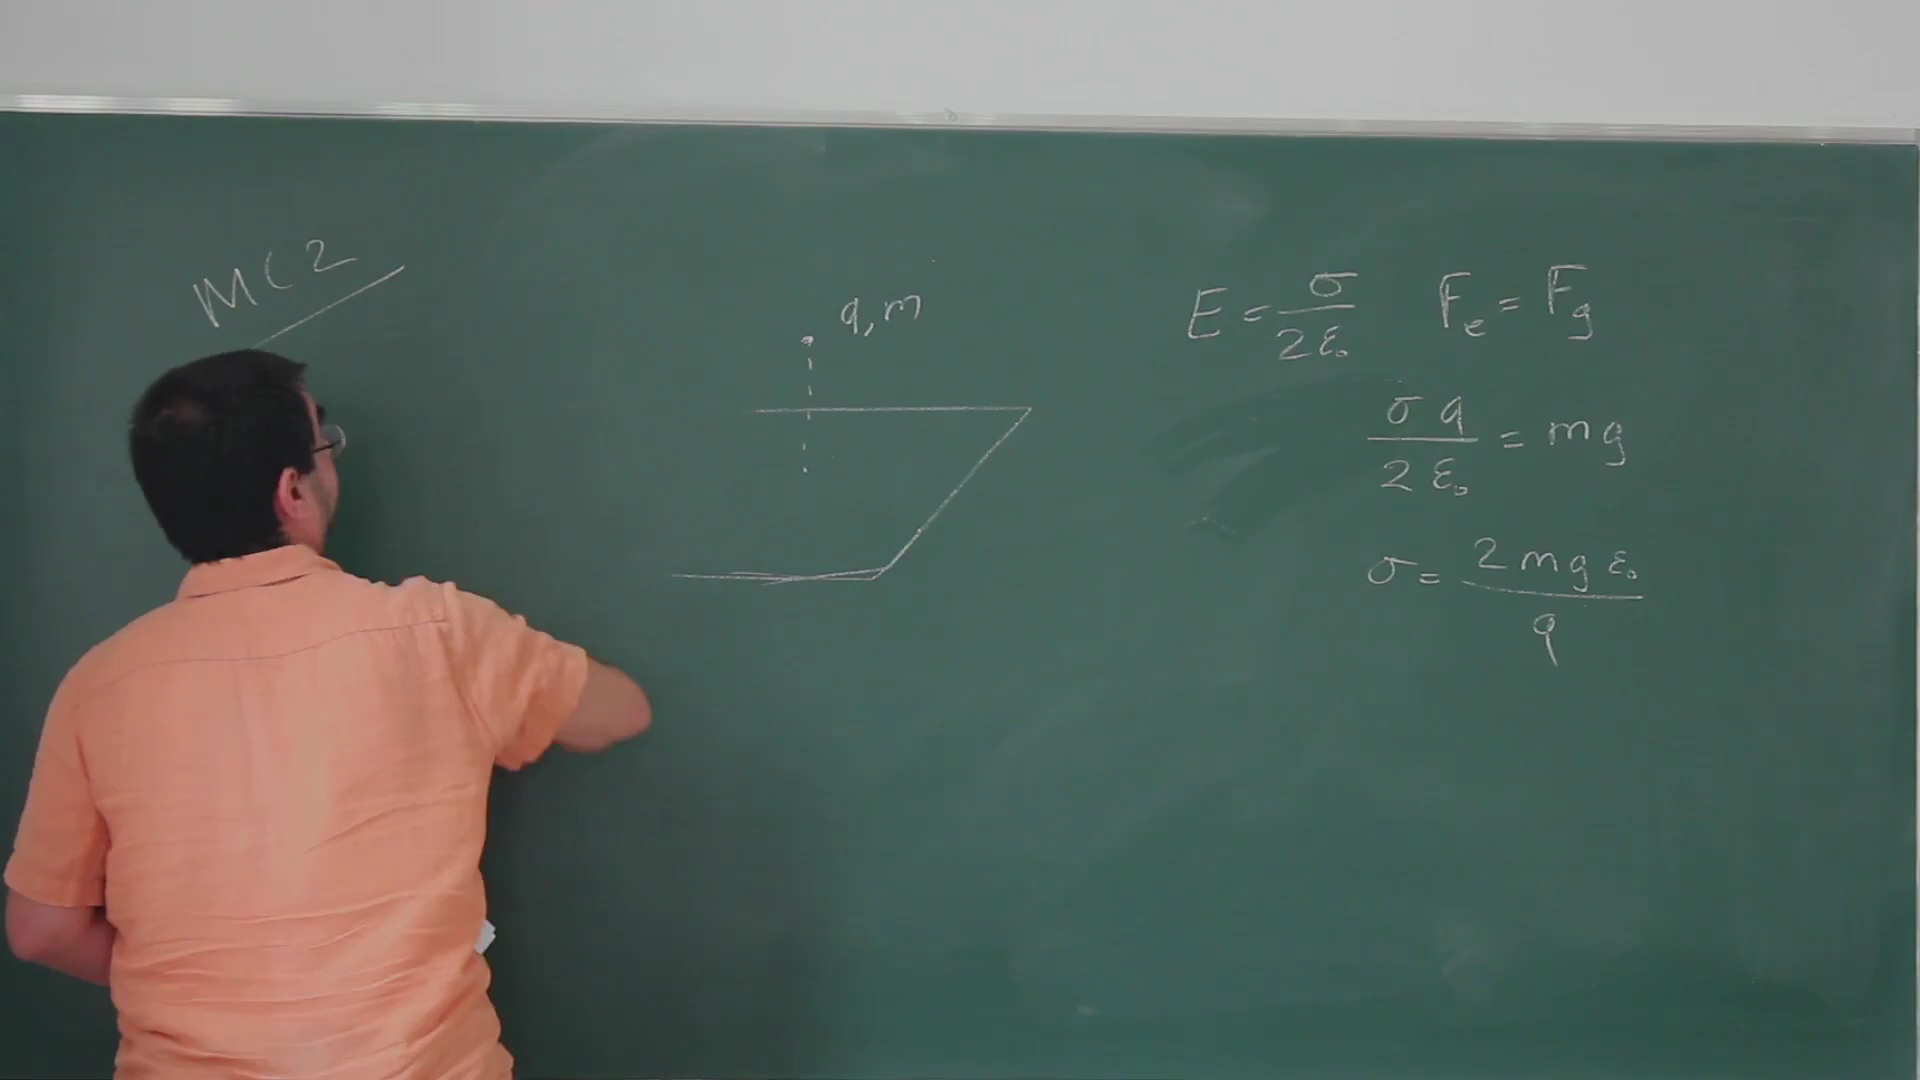 MC2
q, m
E = σ/2ε₀
Fe = Fg
σq/2ε₀ = mg
σ = 2mgε₀/q